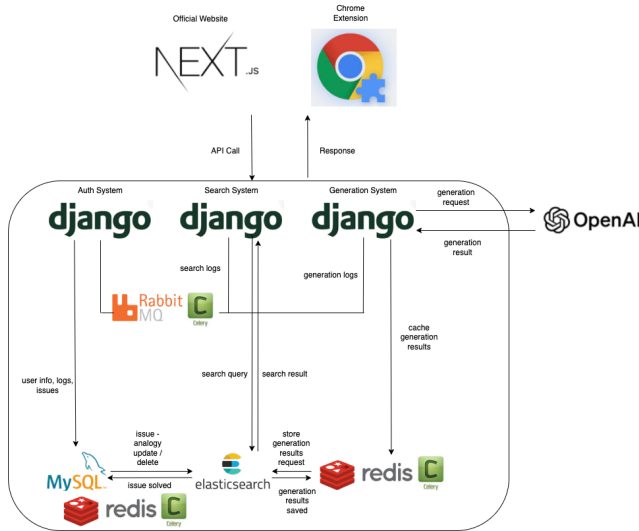 Official Website
Chrome
Extension
NEXT.JS
API Call
Response
Auth System
Search System
Generation System
django
django
django
generation
request
OpenAI
generation
result
search logs
generation logs
Rabbit
MQ
C
Celery
cache
generation
results
user info, logs,
issues
search query
search result
issue -
analogy
update /
delete
store
generation
results
request
MySQL
elasticsearch
redis
C
Celery
issue solved
generation
results
saved
redis
C
Celery